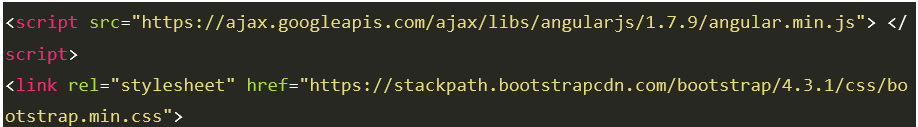 <script src="https://ajax.googleapis.com/ajax/libs/angularjs/1.7.9/angular.min.js"> </
script>
<link rel="stylesheet" href="https://stackpath.bootstrapcdn.com/bootstrap/4.3.1/css/bo
otstrap.min.css">